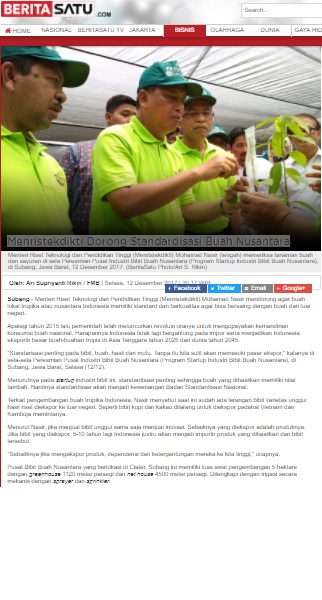 BERITASATU.COM
Search...
HOME NASIONAL BERITASATU TV JAKARTA BISNIS OLAHRAGA DUNIA GAYA HID
Menristekdikti Dorong Standardisasi Buah Nusantara
Menteri Riset Teknologi dan Pendidikan Tinggi (Menristekdikti) Mohamad Nasir (tengah) memeriksa tanaman buah
dan sayuran di sela Peresmian Pusat Industri Bibit Buah Nusantara (Program Startup Industri Bibit Buah Nusantara),
di Subang, Jawa Barat, 12 Desember 2017. (BeritaSatu Photo/Ari S. Rikin)
Oleh: Ari Supriyanti Rikin / FMB | Selasa, 12 Desember 2017 | 20:17 WIB
Facebook Twitter Email Google+
Subang - Menteri Riset Teknologi dan Pendidikan Tinggi (Menristekdikti) Mohamad Nasir mendorong agar buah
lokal tropika atau nusantara Indonesia memiliki standard dan berkualitas agar bisa bersaing dengan buah dari luar
negeri.
Apalagi tahun 2015 lalu pemerintah telah meluncurkan revolusi oranye untuk mengupayakan kemandirian
konsumsi buah nasional. Harapannya Indonesia tidak lagi bergantung pada impor serta menjadikan Indonesia
eksportir besar buah-buahan tropis di Asia Tenggara tahun 2025 dan dunia tahun 2045.
"Standardisasi penting pada bibit, buah, hasil dan mutu. Tanpa itu kita sulit akan memasuki pasar ekspor," katanya di
sela-sela Peresmian Pusat Industri Bibit Buah Nusantara (Program Startup Industri Bibit Buah Nusantara), di
Subang, Jawa Barat, Selasa (12/12).
Menurutnya pada startup industri bibit ini, standardisasi penting sehingga buah yang dihasilkan memiliki nilai
tambah. Nantinya standardisasi akan menjadi kewenangan Badan Standardisasi Nasional.
Terkait pengembangan buah tropika Indonesia, Nasir menyebut saat ini sudah ada larangan bibit varietas unggul
hasil riset diekspor ke luar negeri. Seperti bibit kopi dan kakao dilarang untuk diekspor padahal Vietnam dan
Kamboja memintanya.
Menurut Nasir, jika menjual bibit unggul sama saja menjual inovasi. Sebaiknya yang diekspor adalah produknya.
Jika bibit yang diekspor, 5-10 tahun lagi Indonesia justru akan menjadi importir produk yang dihasilkan dari bibit
tersebut.
"Sebaiknya jika mengekspor produk, dependensi dan ketergantungan mereka ke kita tinggi," ucapnya.
Pusat Bibit Buah Nusantara yang berlokasi di Ciater, Subang ini memiliki luas awal pengembangan 5 hektare
dengan greenhouse 1120 meter persegi dan net house 4500 meter persegi. Dilengkapi dengan irigasi secara
mekanis dengan sprayer dan sprinkler.